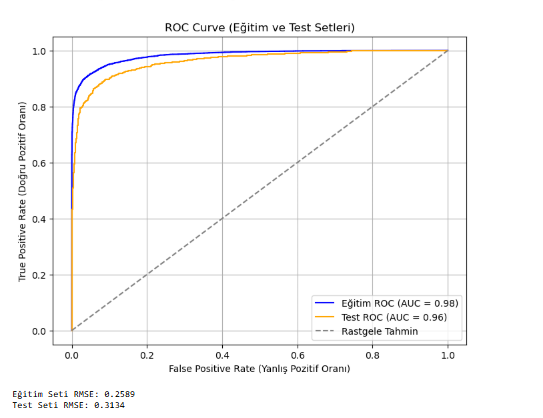 ROC Curve (Eğitim ve Test Setleri)
True Positive Rate (Doğru Pozitif Oranı)
1.0
0.8
0.6
0.4
0.2
0.0
Eğitim ROC (AUC = 0.98)
Test ROC (AUC = 0.96)
Rastgele Tahmin
0.0 0.2 0.4 0.6 0.8 1.0
False Positive Rate (Yanlış Pozitif Oranı)
Eğitim Seti RMSE: 0.2589
Test Seti RMSE: 0.3134